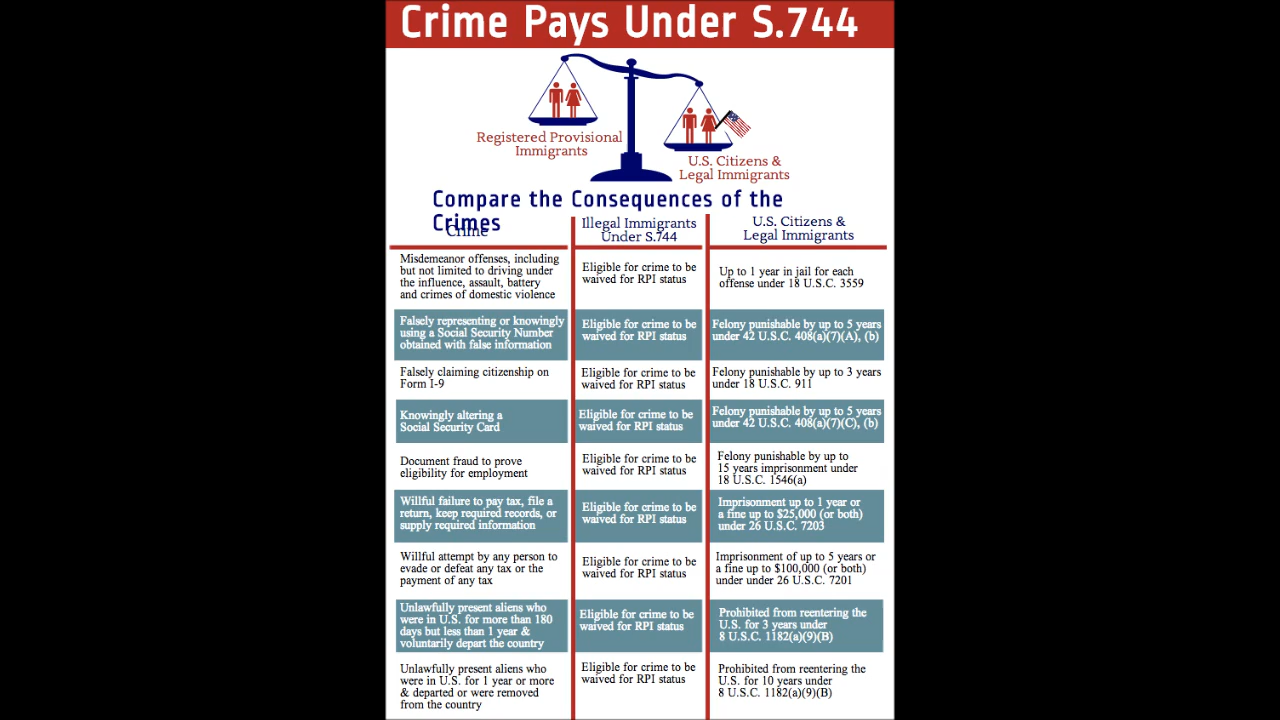 Crime Pays Under S.744
Registered Provisional
Immigrants
U.S. Citizens &
Legal Immigrants
Compare the Consequences of the
Crimes
Crime
Illegal Immigrants
Under S.744
U.S. Citizens &
Legal Immigrants
Misdemeanor offenses, including
but not limited to driving under
the influence, assault, battery
and crimes of domestic violence
Eligible for crime to be
waived for RPI status
Up to 1 year in jail for each
offense under 18 U.S.C. 3559
Falsely representing or knowingly
using a Social Security Number
obtained with false information
Eligible for crime to be
waived for RPI status
Felony punishable by up to 5 years
under 42 U.S.C. 408(a)(7)(A), (b)
Falsely claiming citizenship on
Form I-9
Eligible for crime to be
waived for RPI status
Felony punishable by up to 3 years
under 18 U.S.C. 911
Knowingly altering a
Social Security Card
Eligible for crime to be
waived for RPI status
Felony punishable by up to 5 years
under 42 U.S.C. 408(a)(7)(C), (b)
Document fraud to prove
eligibility for employment
Eligible for crime to be
waived for RPI status
Felony punishable by up to
15 years imprisonment under
18 U.S.C. 1546(a)
Willful failure to pay tax, file a
return, keep required records, or
supply required information
Eligible for crime to be
waived for RPI status
Imprisonment up to 1 year or
a fine up to $25,000 (or both)
under 26 U.S.C. 7203
Willful attempt by any person to
evade or defeat any tax or the
payment of any tax
Eligible for crime to be
waived for RPI status
Imprisonment of up to 5 years or
a fine up to $100,000 (or both)
under under 26 U.S.C. 7201
Unlawfully present aliens who
were in U.S. for more than 180
days but less than 1 year &
voluntarily depart the country
Eligible for crime to be
waived for RPI status
Prohibited from reentering the
U.S. for 3 years under
8 U.S.C. 1182(a)(9)(B)
Unlawfully present aliens who
were in U.S. for 1 year or more
& departed or were removed
from the country
Eligible for crime to be
waived for RPI status
Prohibited from reentering the
U.S. for 10 years under
8 U.S.C. 1182(a)(9)(B)